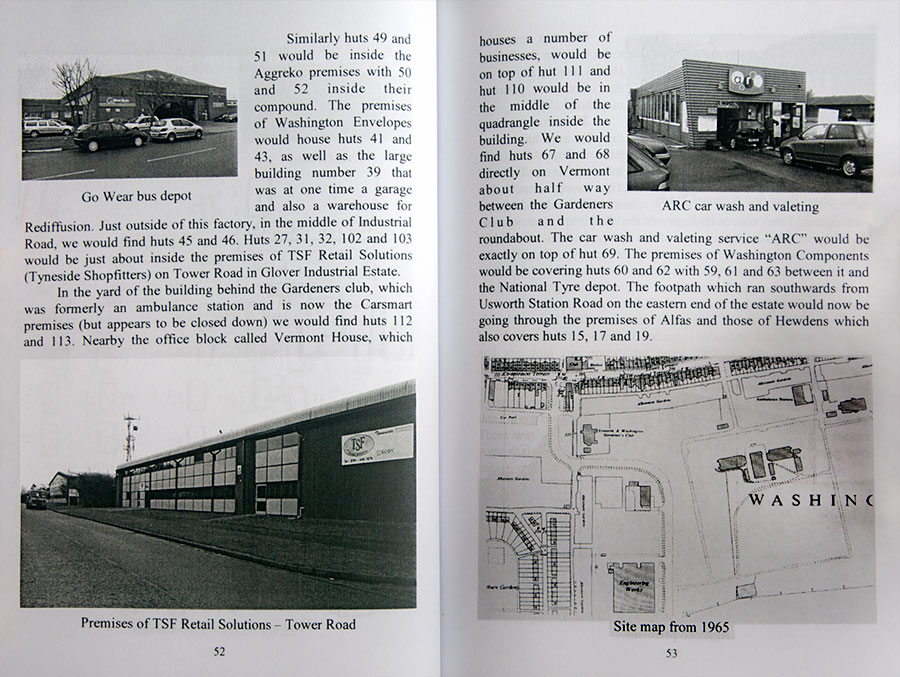 Similarly huts 49 and
51 would be inside the
Aggreko premises with 50
and 52 inside their
compound. The premises
of Washington Envelopes
would house huts 41 and
43, as well as the large
building number 39 that
was at one time a garage
and also a warehouse for
Go Wear bus depot
Rediffusion. Just outside of this factory, in the middle of Industrial
Road, we would find huts 45 and 46. Huts 27, 31, 32, 102 and 103
would be just about inside the premises of TSF Retail Solutions
(Tyneside Shopfitters) on Tower Road in Glover Industrial Estate.
In the yard of the building behind the Gardeners club, which
was formerly an ambulance station and is now the Carsmart
premises (but appears to be closed down) we would find huts 112
and 113. Nearby the office block called Vermont House, which
TSF
Premises of TSF Retail Solutions – Tower Road
52
houses a number of
businesses, would be
on top of hut 111 and
hut 110 would be in
the middle of the
quadrangle inside the
building. We would
find huts 67 and 68
directly on Vermont
about half way
between the Gardeners
Club and the
arc
ARC car wash and valeting
roundabout. The car wash and valeting service “ARC” would be
exactly on top of hut 69. The premises of Washington Components
would be covering huts 60 and 62 with 59, 61 and 63 between it and
the National Tyre depot. The footpath which ran southwards from
Usworth Station Road on the eastern end of the estate would now be
going through the premises of Alfas and those of Hewdens which
also covers huts 15, 17 and 19.
Car Park
Allotment Gardens
Usworth & Washington
Gardener's Club
Allotment Gardens
WASHING
Engineering
Works
Site map from 1965
53